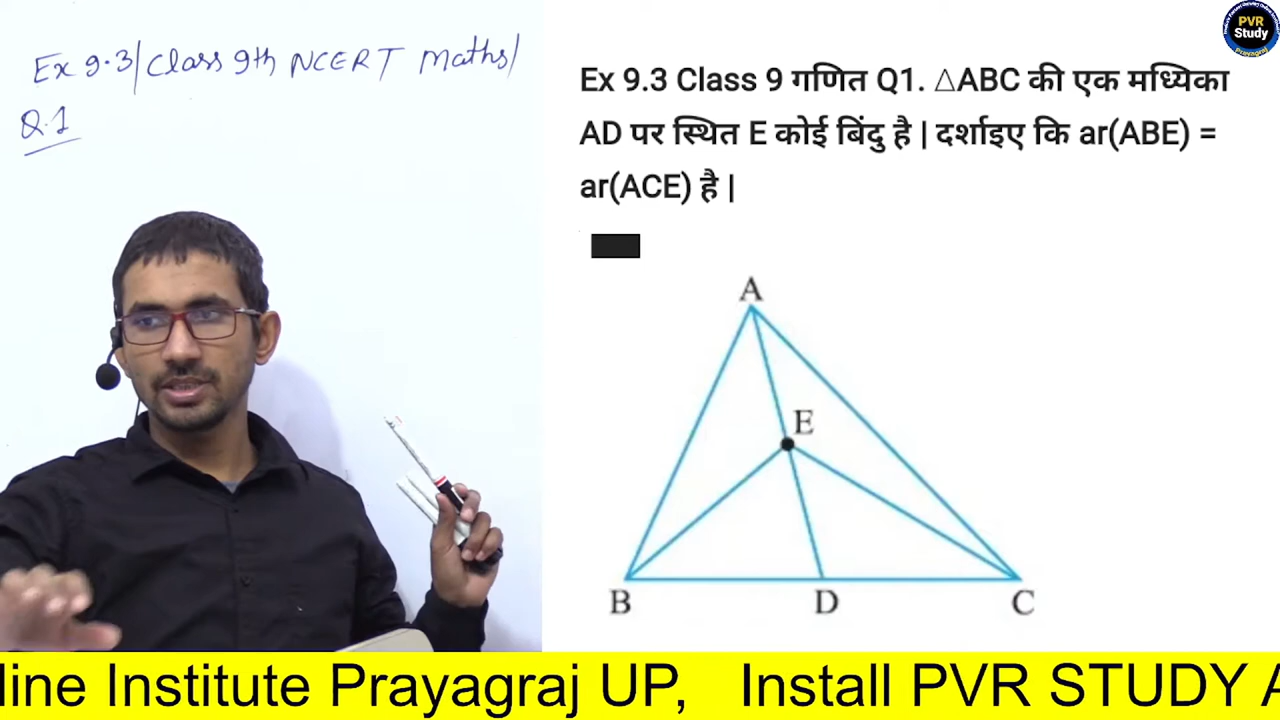 Ex 9.3/Class 9th NCERT Maths/
Q.1
PVR
Study
Prayagraj
Ex 9.3 Class 9 गणित Q1. △ABC की एक मध्यिका
AD पर स्थित E कोई बिंदु है | दर्शाइए कि ar(ABE) =
ar(ACE) है |
A
E
B
D
C
line Institute Prayagraj UP, Install PVR STUDY A